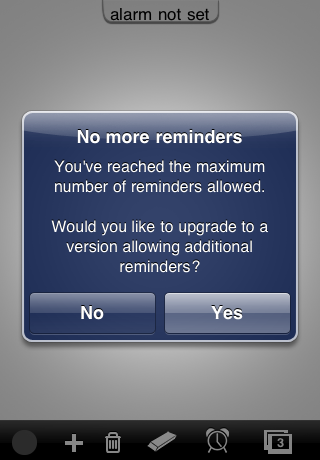 alarm not set
No more reminders
You've reached the maximum
number of reminders allowed.
Would you like to upgrade to a
version allowing additional
reminders?
No Yes
3